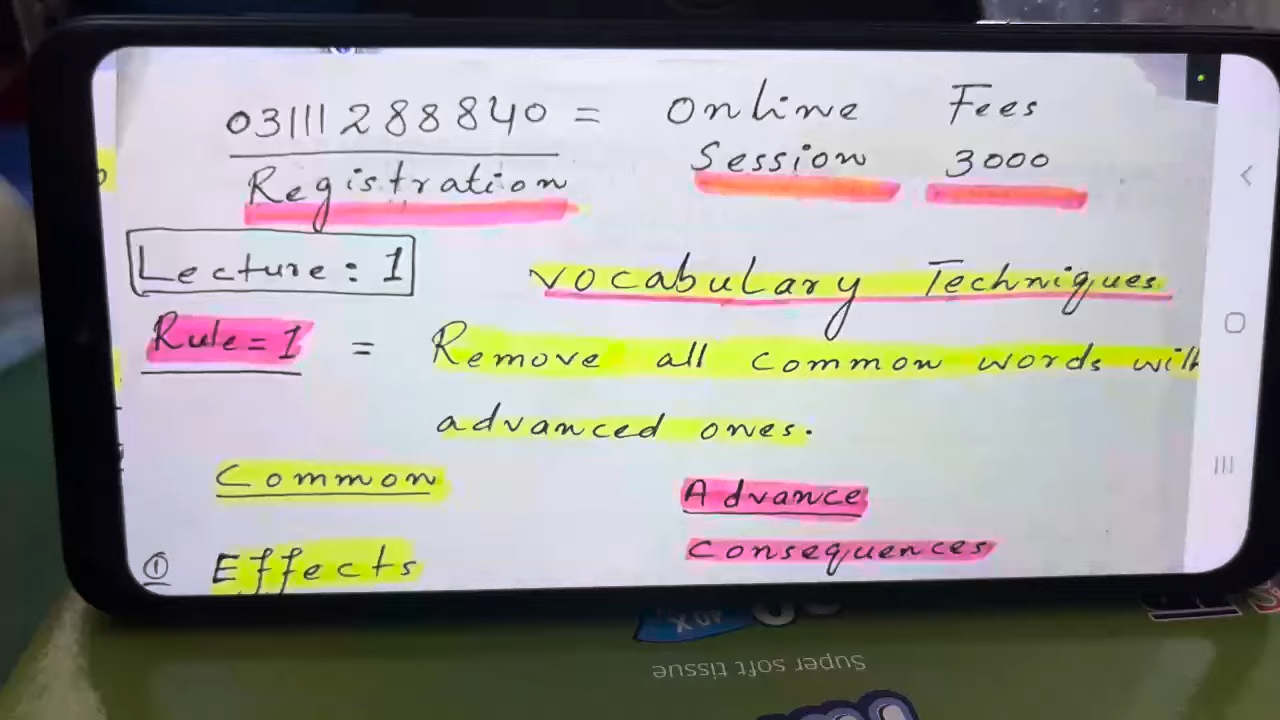 03111288840 = Online Fees
Registration Session 3000
Lecture: 1
Vocabulary Techniques.
Rule=1 = Remove all common words with
advanced ones.
Common Advance
① Effects Consequences
Super soft tissue